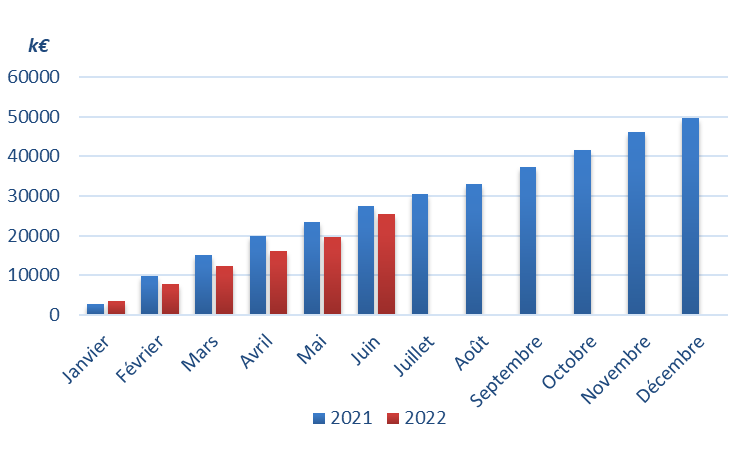 k€
60000
50000
40000
30000
20000
10000
0
Janvier
Février
Mars
Avril
Mai
Juin
Juillet
Août
Septembre
Octobre
Novembre
Décembre
2021 2022